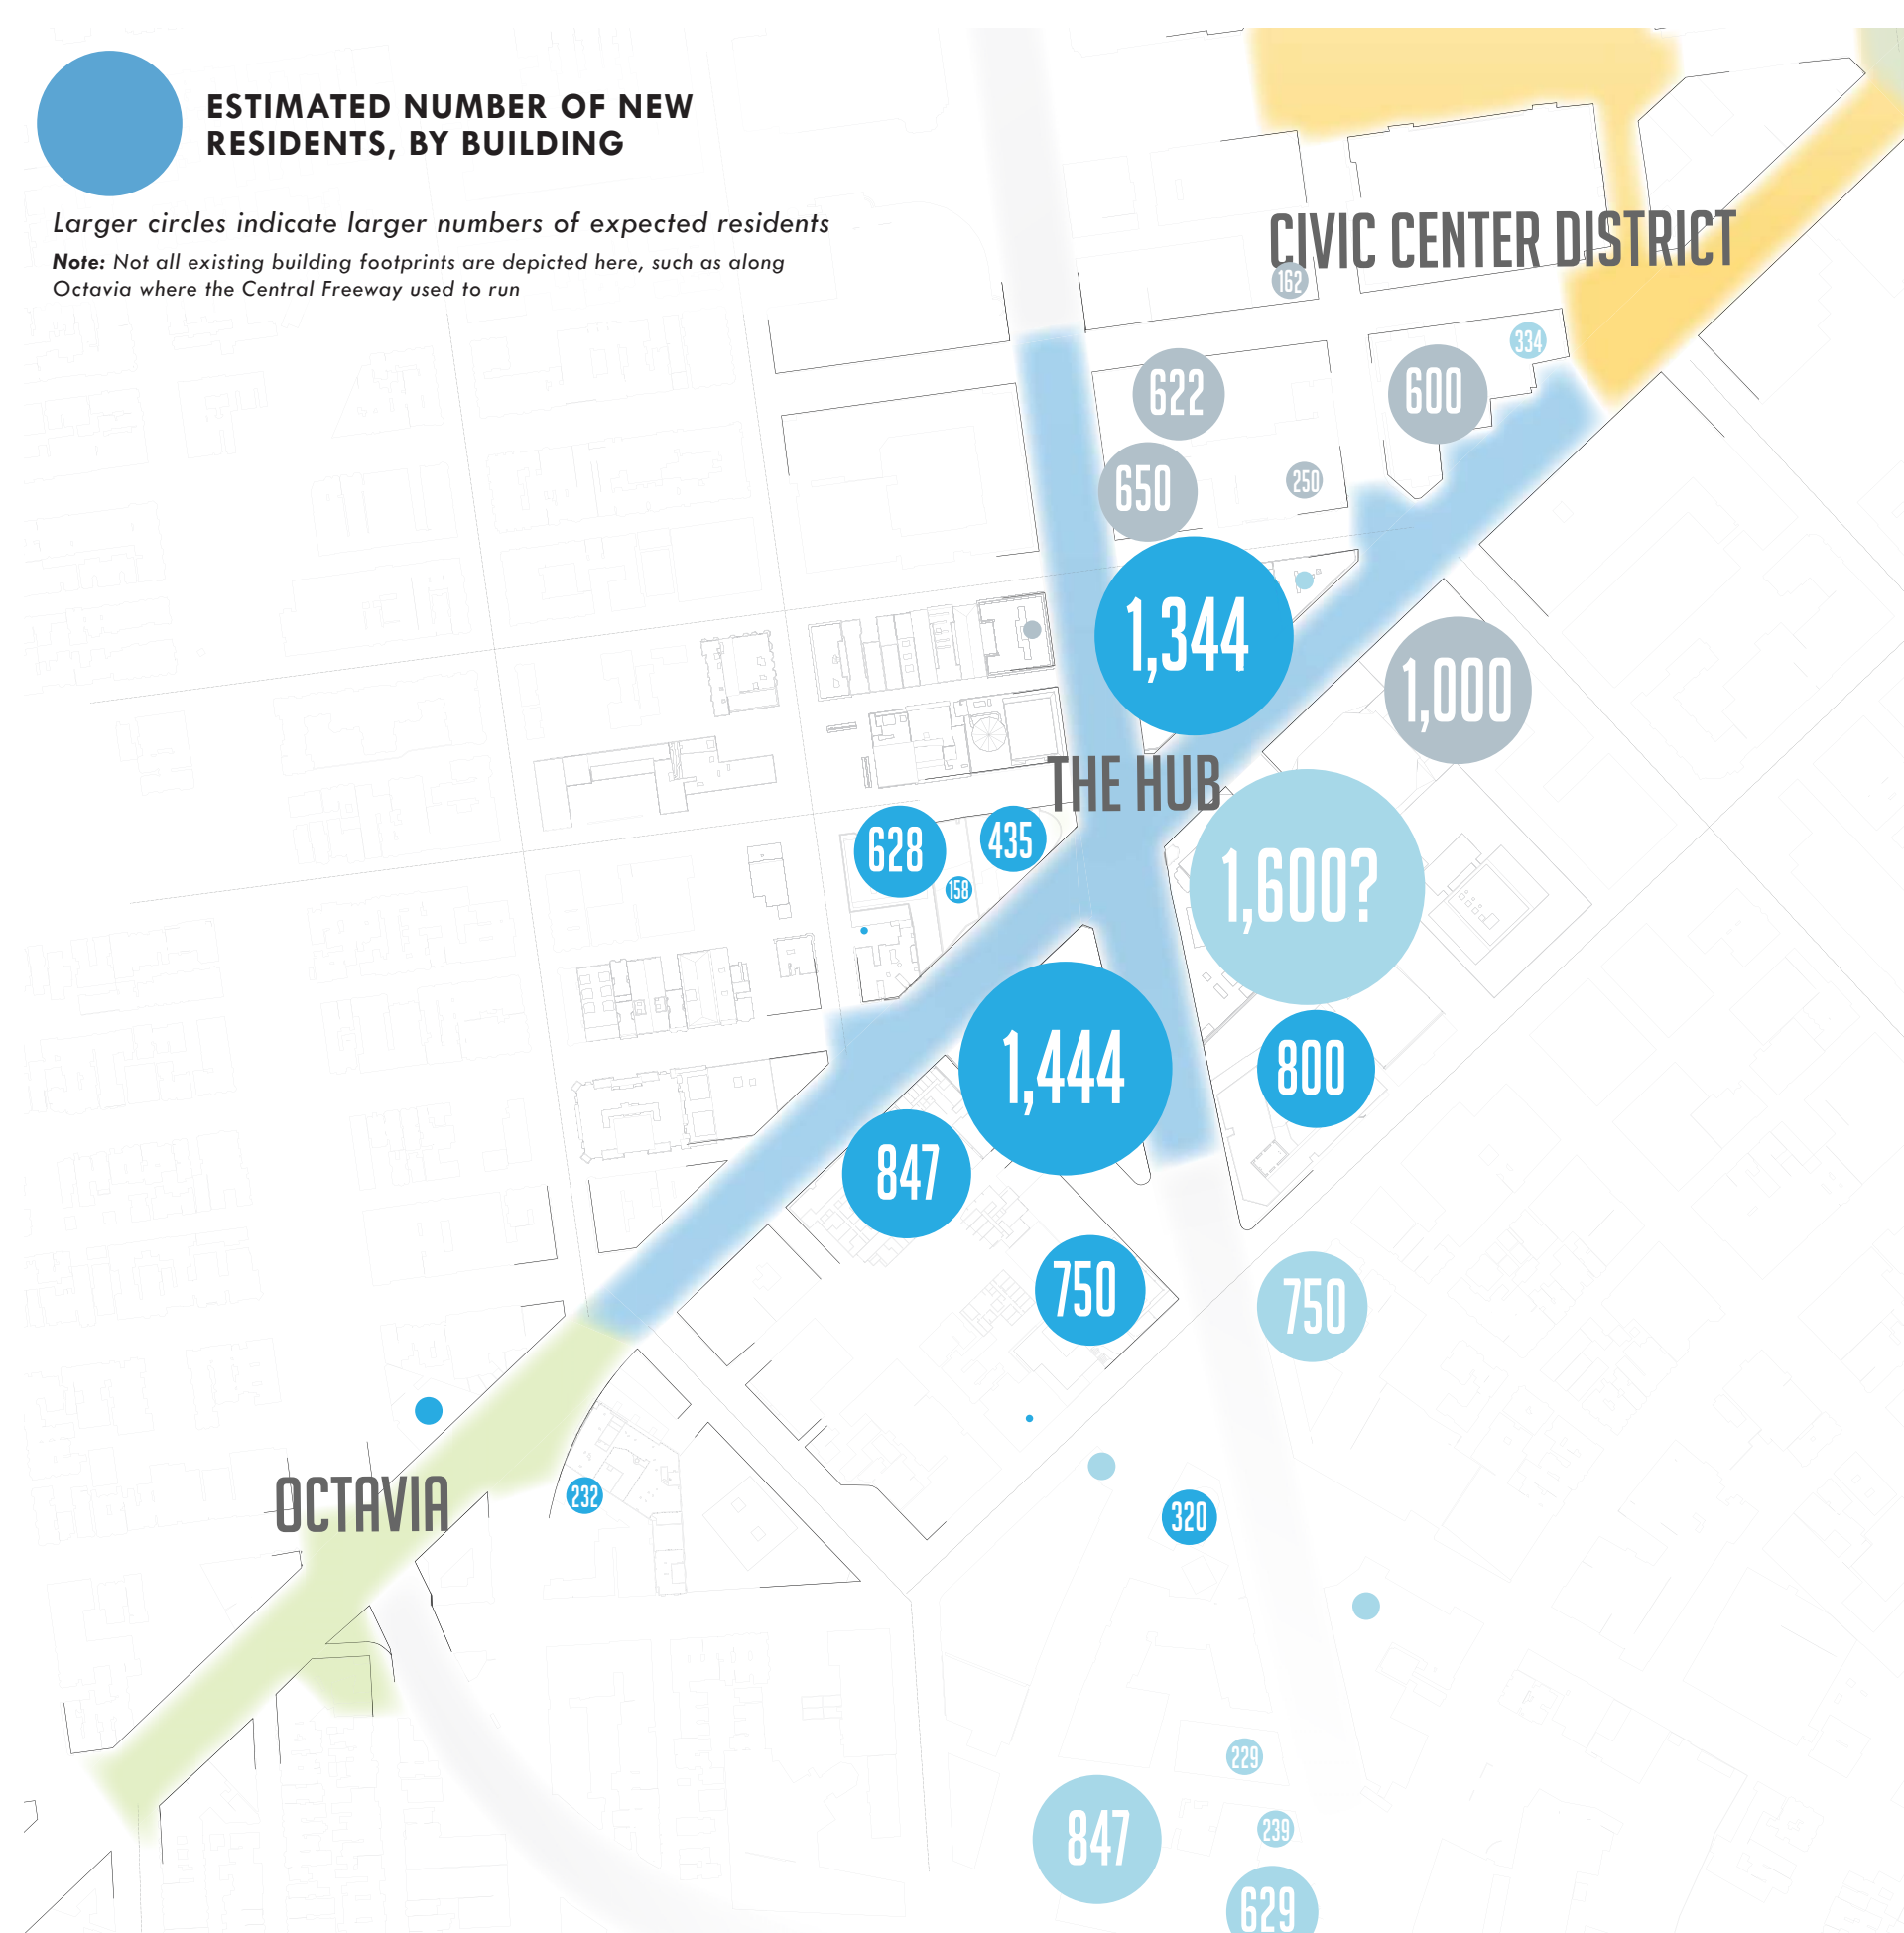 ESTIMATED NUMBER OF NEW
RESIDENTS, BY BUILDING
Larger circles indicate larger numbers of expected residents
Note: Not all existing building footprints are depicted here, such as along
Octavia where the Central Freeway used to run
CIVIC CENTER DISTRICT
162
334
622
600
650
250
1,344
1,000
THE HUB
628
435
158
1,600?
1,444
800
847
750
750
OCTAVIA
232
320
229
847
239
629